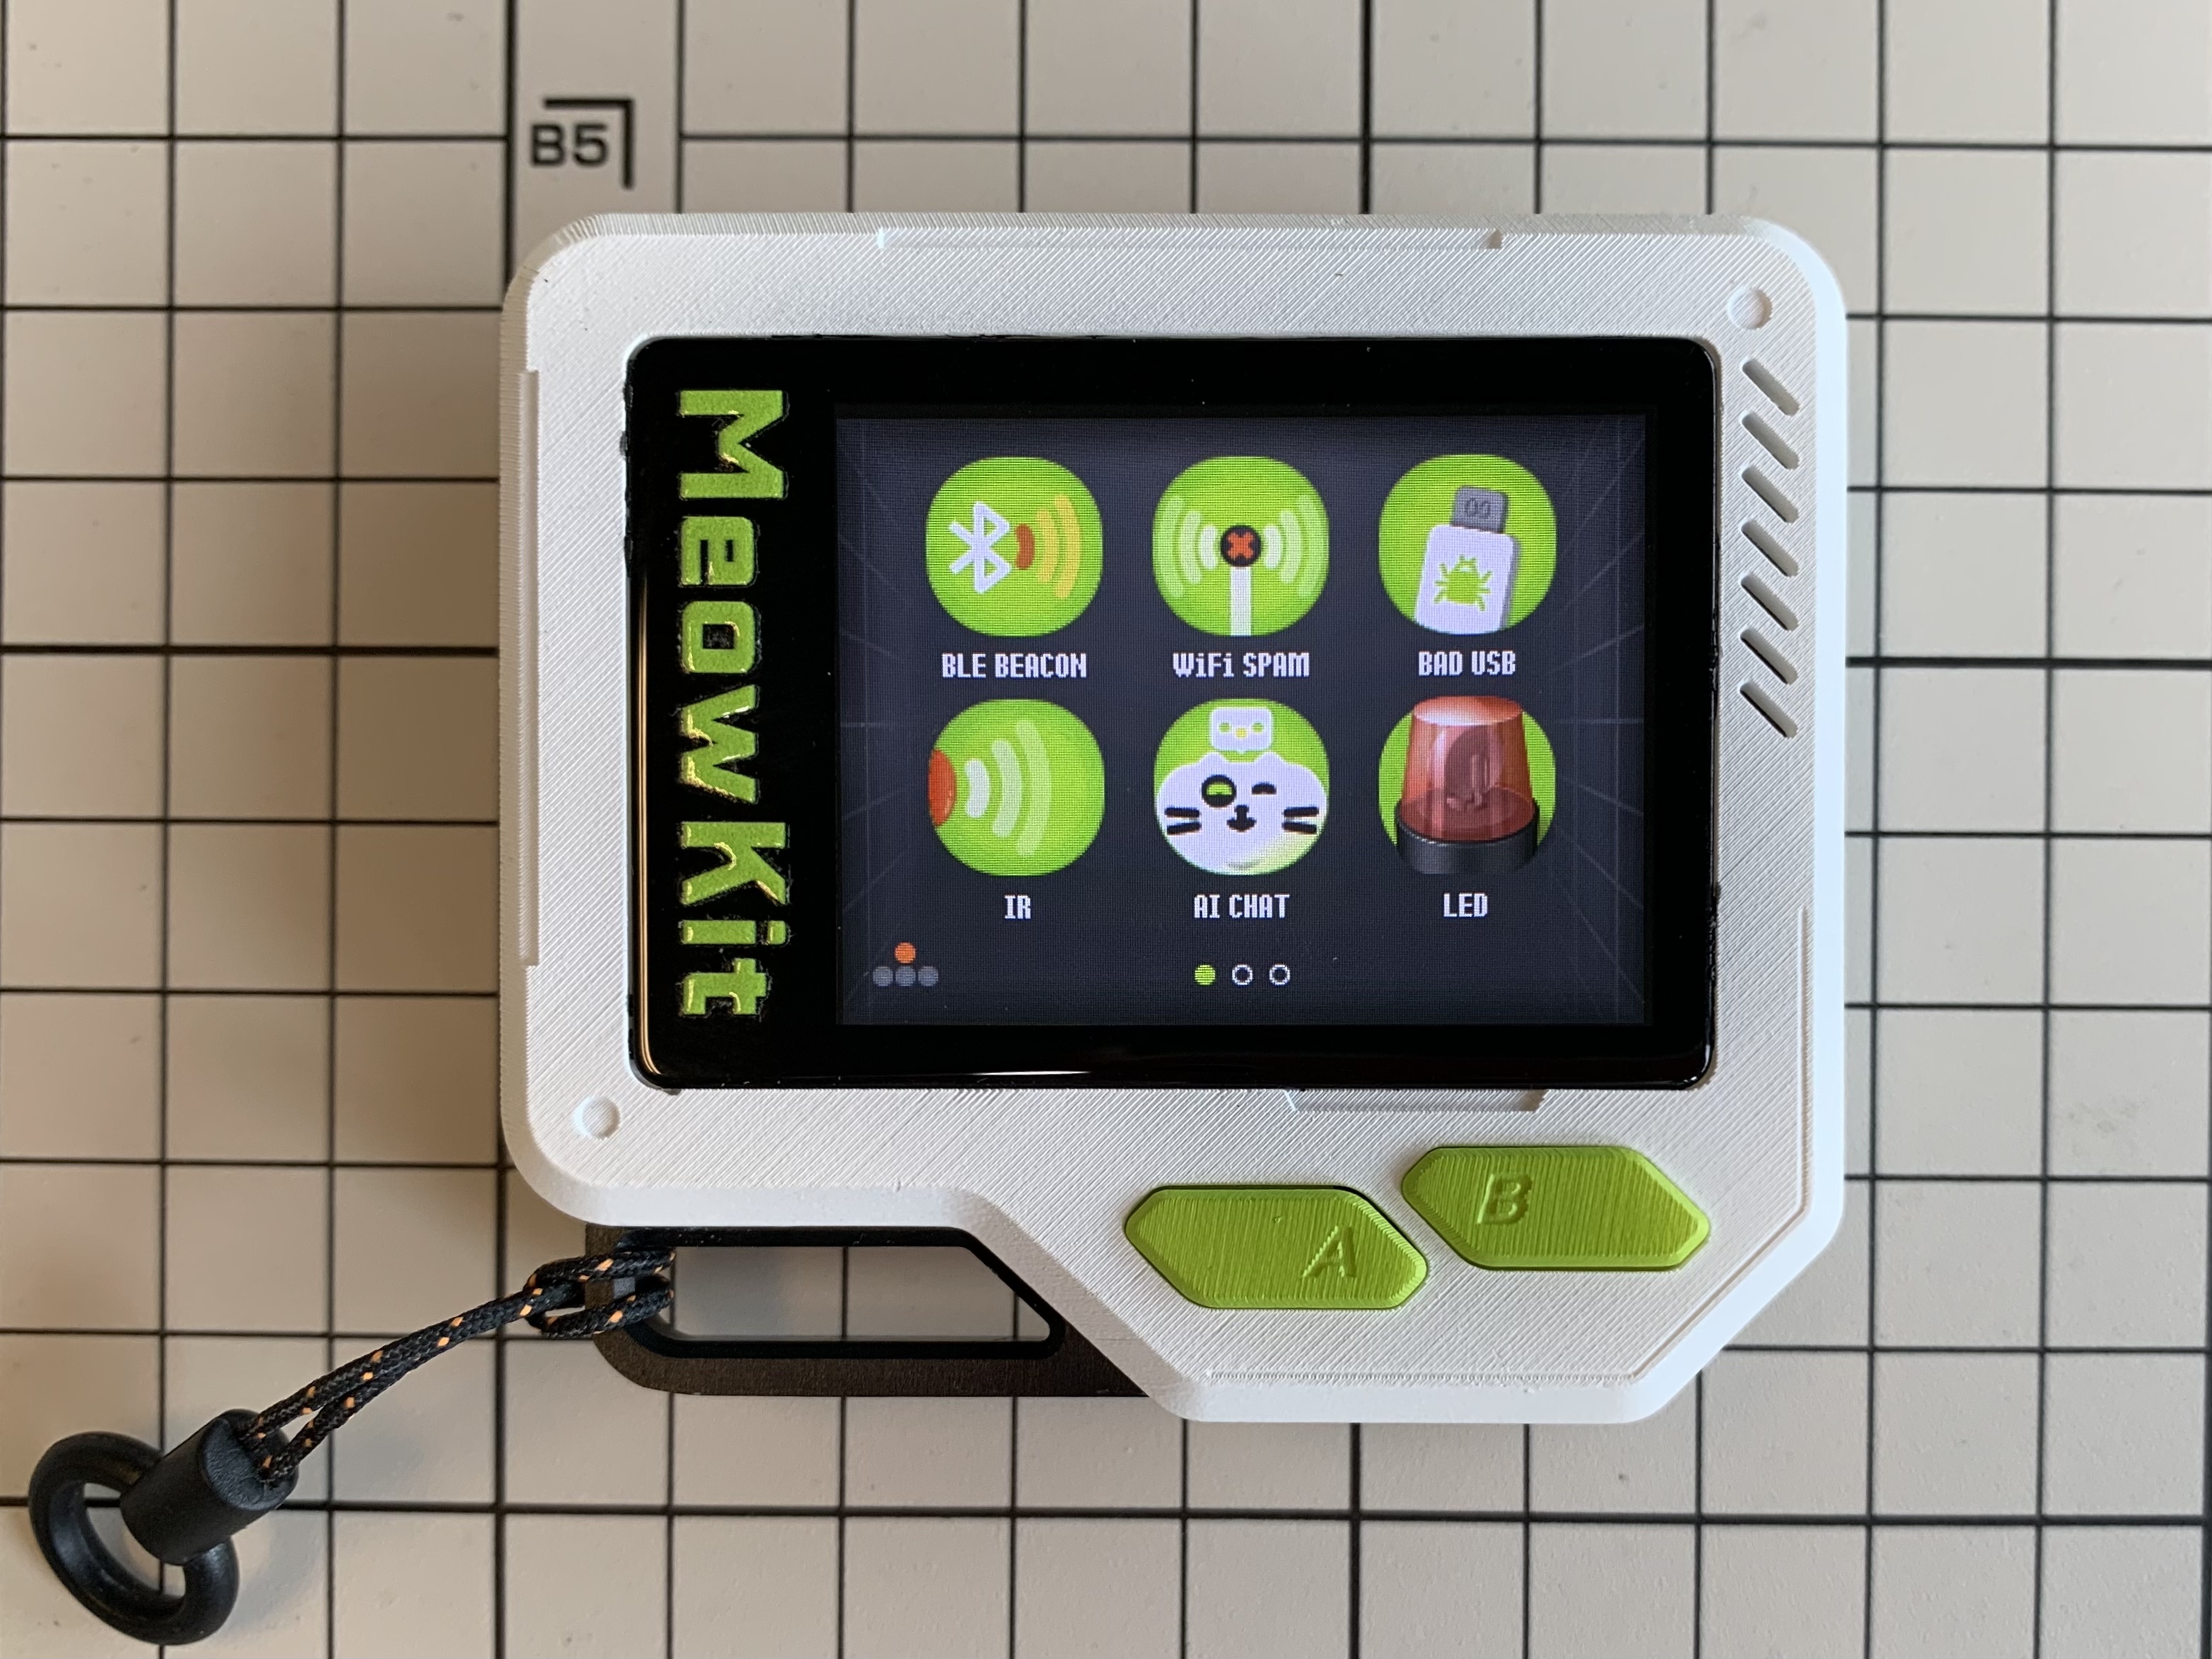 B5
Meow Kit
BLE BEACON
WiFi SPAM
BAD USB
IR
AI CHAT
LED
A
B